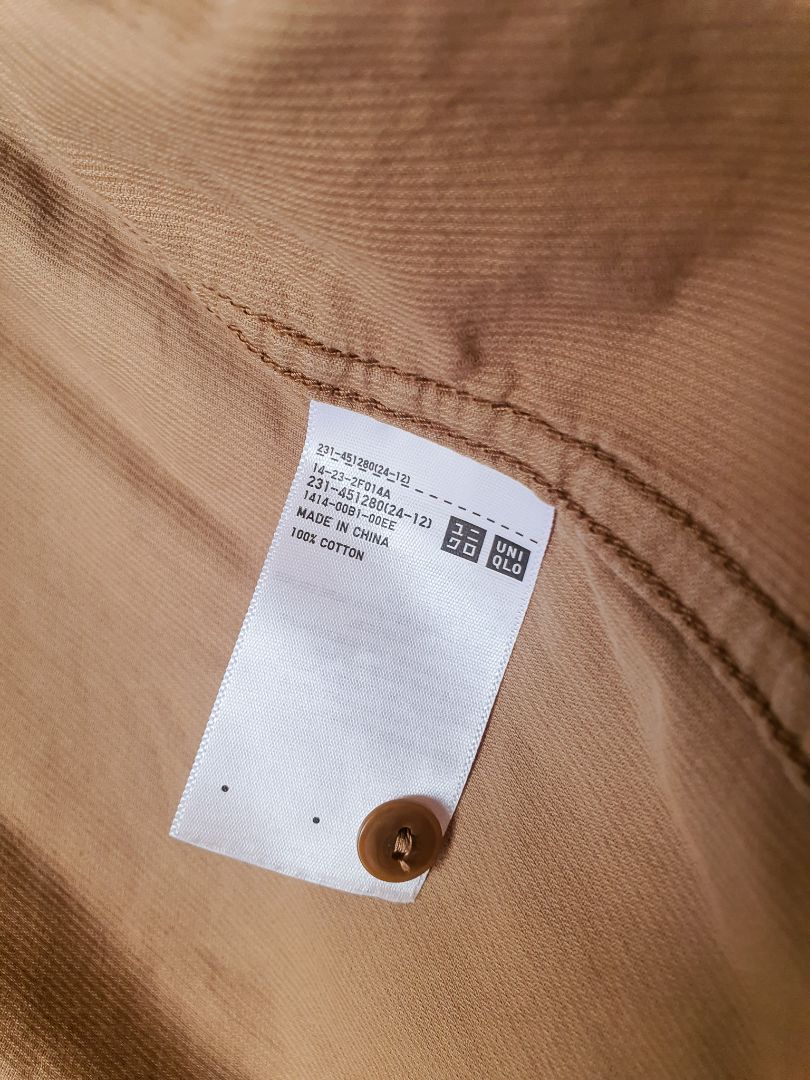 231-451280(24-12)
14-23-2F014A
231-451280(24-12)
1414-00B1-00EE
MADE IN CHINA
100% COTTON
ユニ
クロ
UNI
QLO